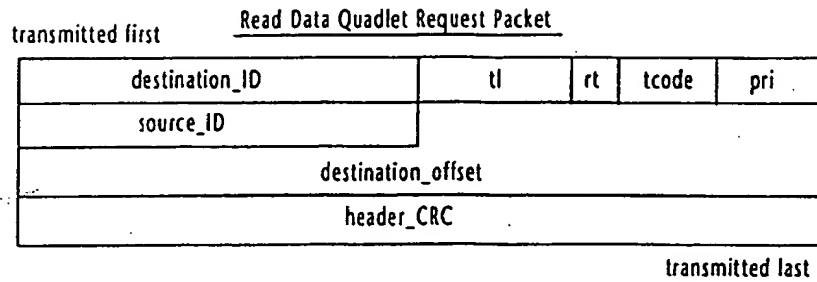 Read Data Quadlet Request Packet
transmitted first
destination_ID tl rt tcode pri
source_ID
destination_offset
header_CRC
transmitted last